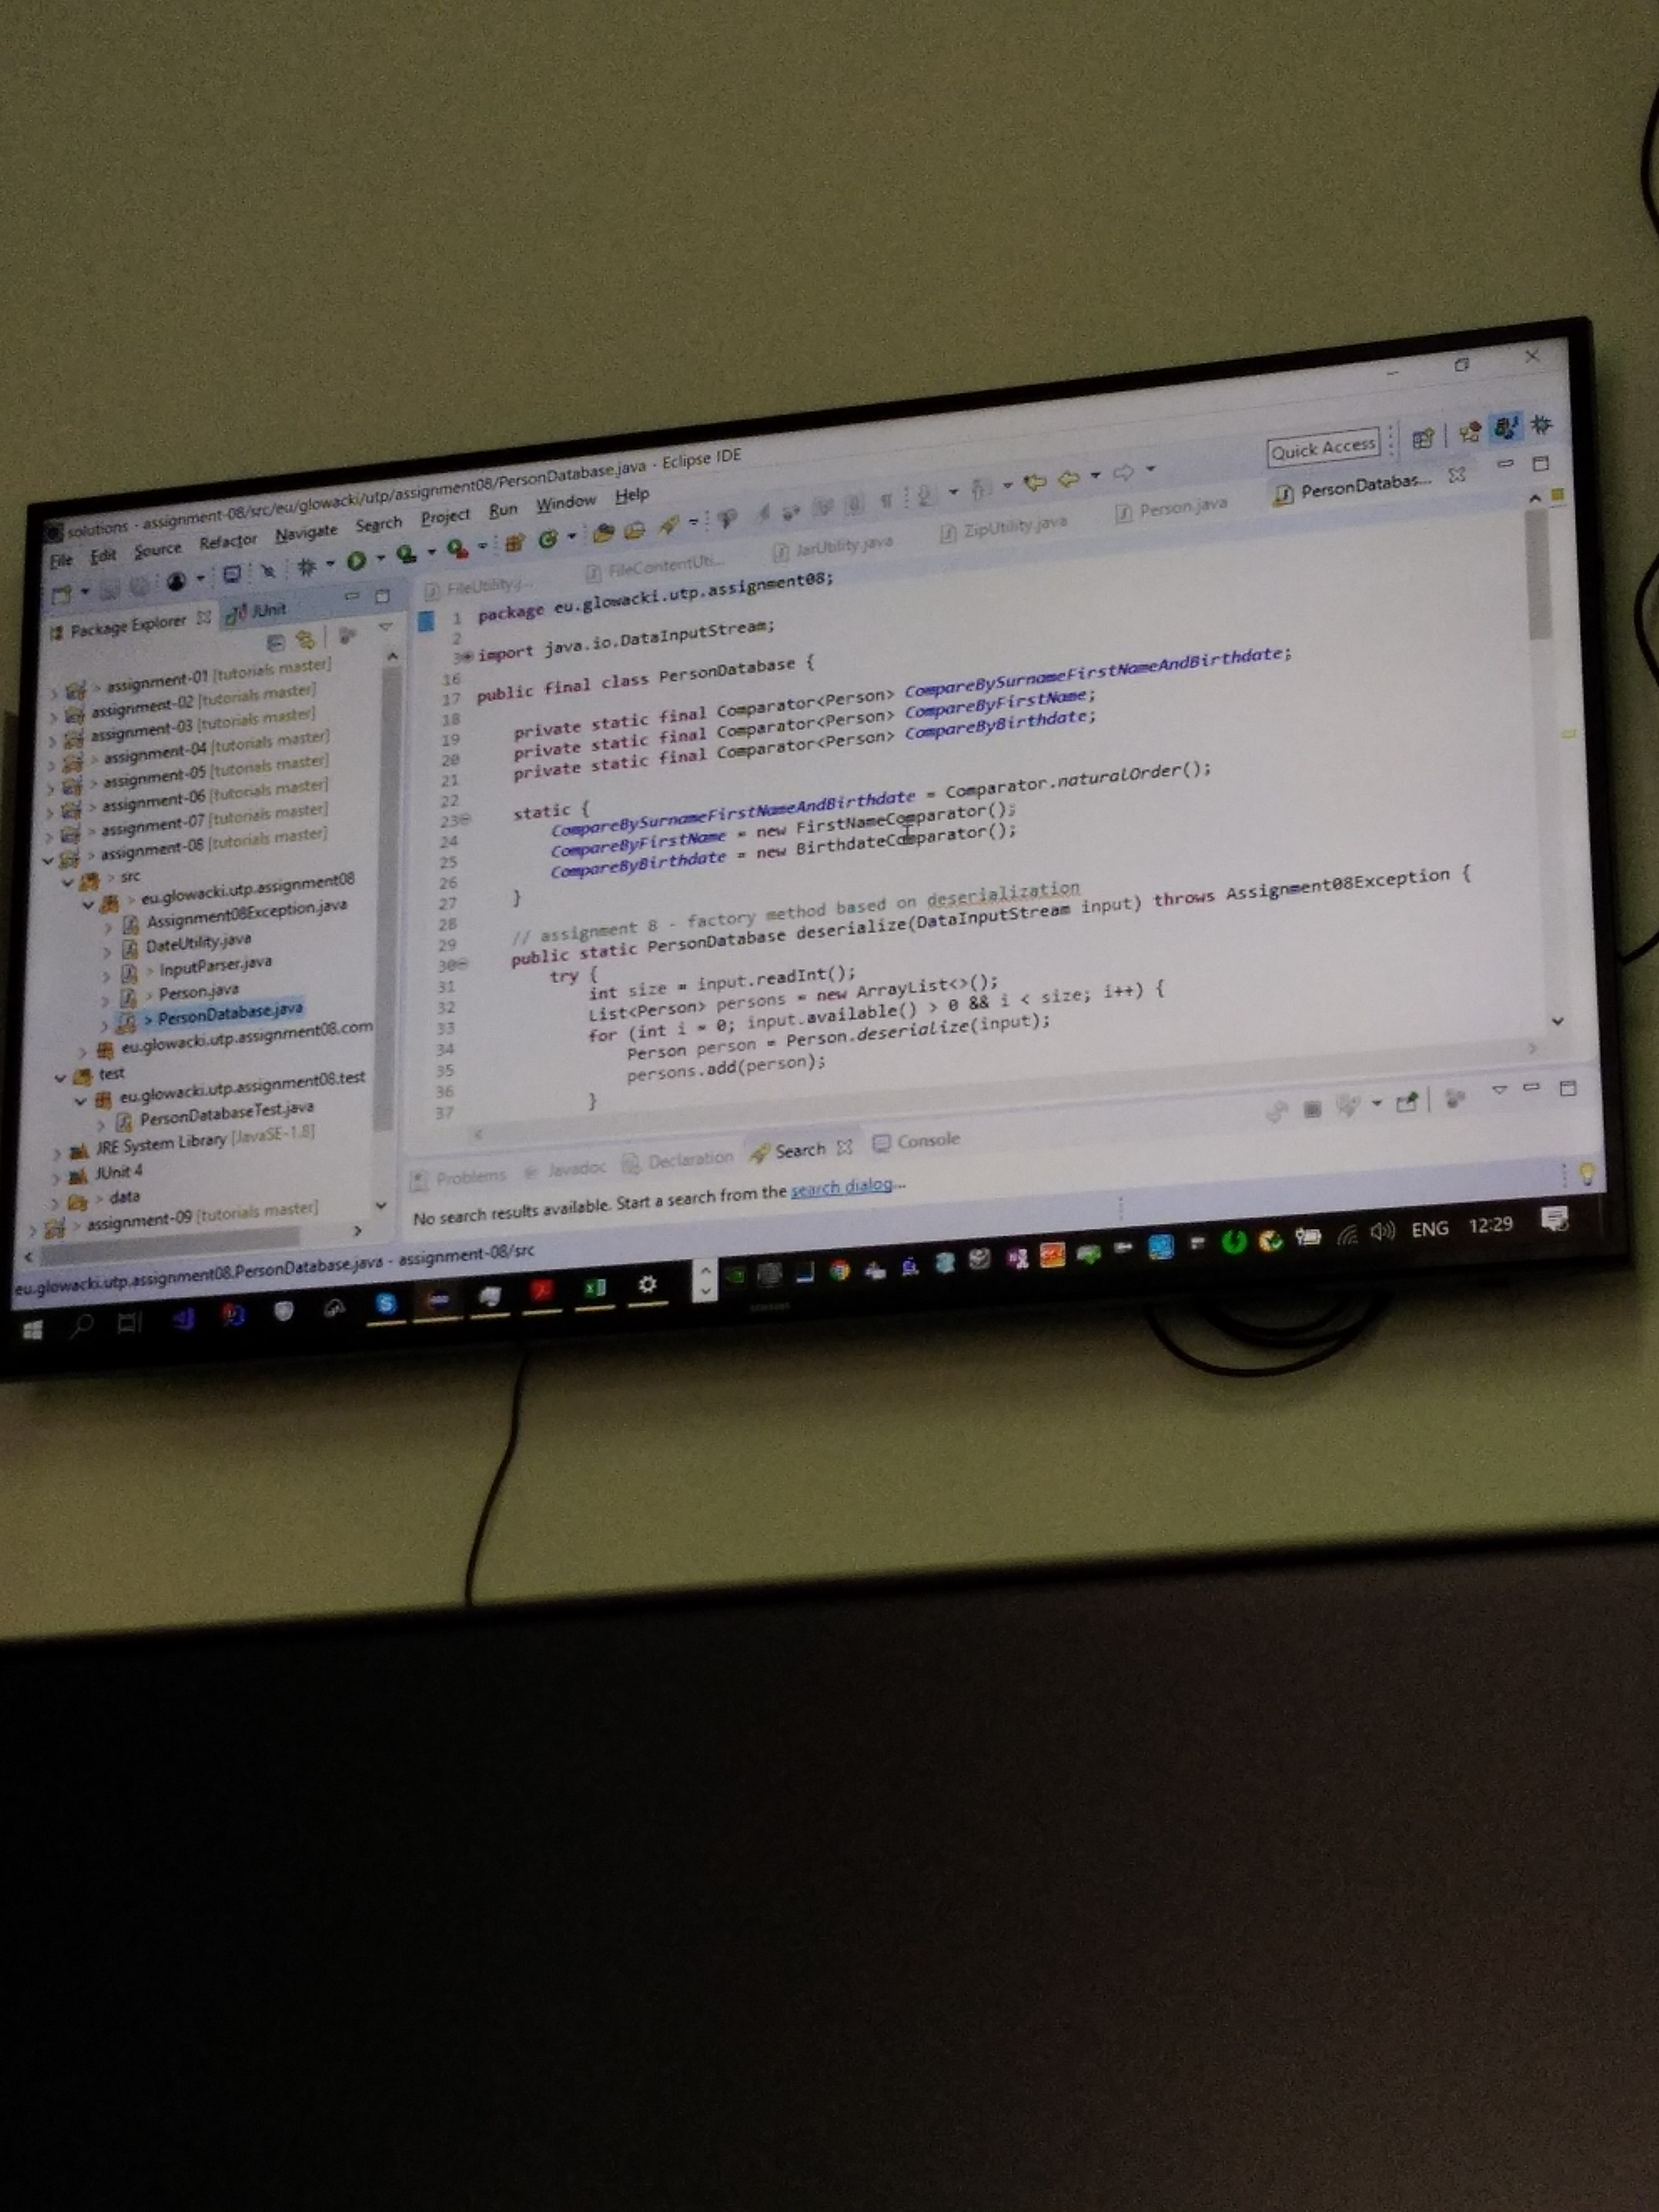 solutions - assignment-08/src/eu/glowacki/utp/assignment08/PersonDatabase.java - Eclipse IDE
File Edit Source Refactor Navigate Search Project Run Window Help
Quick Access
Package Explorer JUnit
assignment-01 [tutorials master]
assignment-02 [tutorials master]
assignment-03 [tutorials master]
assignment-04 [tutorials master]
assignment-05 [tutorials master]
assignment-06 [tutorials master]
assignment-07 [tutorials master]
assignment-08 [tutorials master]
src
eu.glowacki.utp.assignment08
Assignment08Exception.java
DateUtility.java
InputParser.java
Person.java
PersonDatabase.java
eu.glowacki.utp.assignment08.com
test
eu.glowacki.utp.assignment08.test
PersonDatabaseTest.java
JRE System Library [JavaSE-1.8]
JUnit 4
data
assignment-09 [tutorials master]
FileUtility.j... FileContentUti... JarUtility.java ZipUtility.java Person.java PersonDatabas...
1 package eu.glowacki.utp.assignment08;
2
3 import java.io.DataInputStream;
16
17 public final class PersonDatabase {
18
19 private static final Comparator<Person> CompareBySurnameFirstNameAndBirthdate;
20 private static final Comparator<Person> CompareByFirstName;
21 private static final Comparator<Person> CompareByBirthdate;
22
23 static {
24 CompareBySurnameFirstNameAndBirthdate = Comparator.naturalOrder();
25 CompareByFirstName = new FirstNameComparator();
26 CompareByBirthdate = new BirthdateComparator();
27 }
28
29 // assignment 8 - factory method based on deserialization
30 public static PersonDatabase deserialize(DataInputStream input) throws Assignment08Exception {
31 try {
32 int size = input.readInt();
33 List<Person> persons = new ArrayList<>();
34 for (int i = 0; input.available() > 0 && i < size; i++) {
35 Person person = Person.deserialize(input);
36 persons.add(person);
37 }
Problems Javadoc Declaration Search Console
No search results available. Start a search from the search dialog...
eu.glowacki.utp.assignment08.PersonDatabase.java - assignment-08/src
ENG 12:29
SAMSUNG